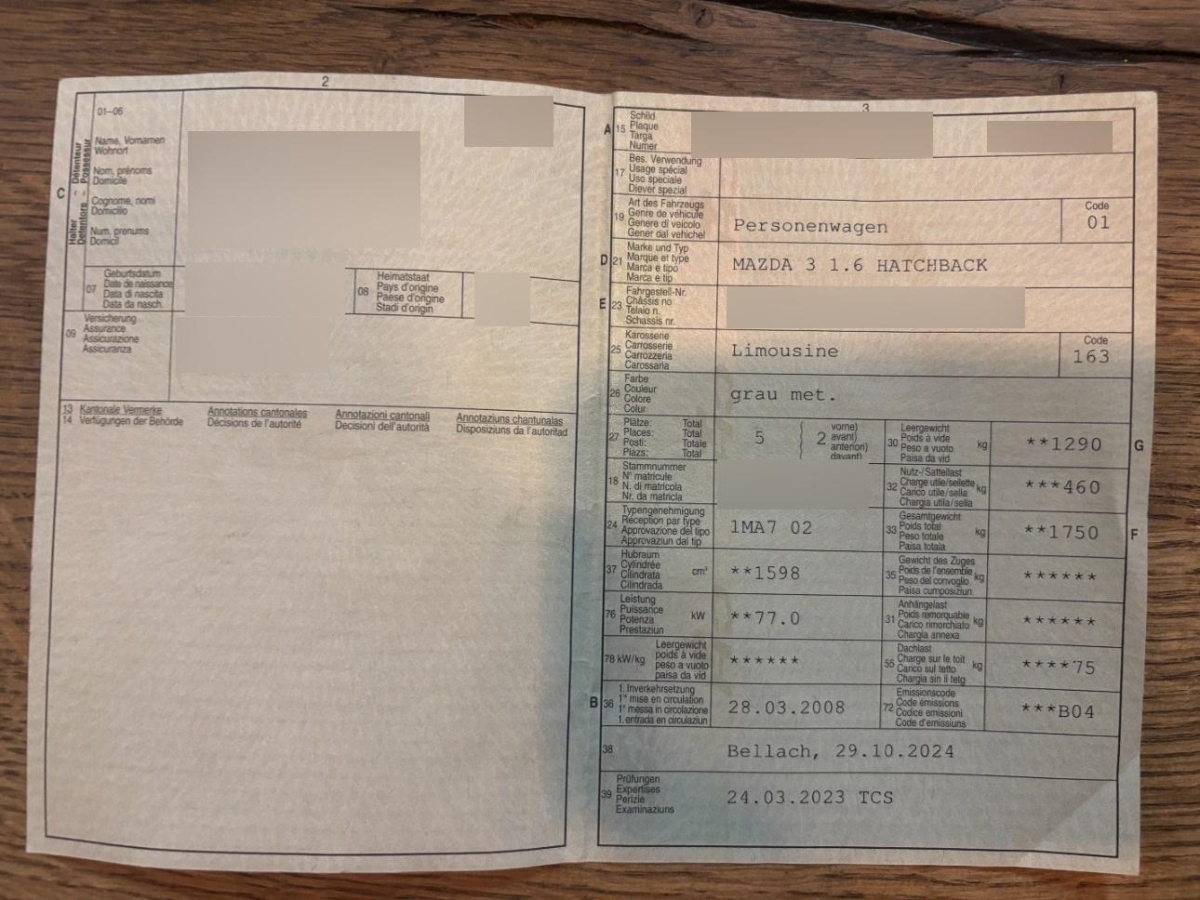 2
01–06
Halter Détenteur
Detentors Possessur
C
Name, Vornamen
Wohnort
Nom, prénoms
Domicile
Cognome, nomi
Domicilio
Num, prenums
Domicil
07
Geburtsdatum
Date de naissance
Data di nascita
Data da nasch.
08
Heimatstaat
Pays d'origine
Paese d'origine
Stadi d'origin
09
Versicherung
Assurance
Assicurazione
Assicuranza
13 Kantonale Vermerke Annotations cantonales Annotazioni cantonali Annotaziuns chantunalas
14 Verfügungen der Behörde Décisions de l'autorité Decisioni dell'autorità Disposiziuns da l'autoritad
3
A 15
Schild
Plaque
Targa
Numer
17
Bes. Verwendung
Usage spécial
Uso speciale
Diever spezial
19
Art des Fahrzeugs
Genre de véhicule
Genere di veicolo
Gener dal vehichel
Personenwagen
Code
01
D 21
Marke und Typ
Marque et type
Marca e tipo
Marca e tip
MAZDA 3 1.6 HATCHBACK
E 23
Fahrgestell-Nr.
Châssis no
Telaio n.
Schassis nr.
25
Karosserie
Carrosserie
Carrozzeria
Carossaria
Limousine
Code
163
26
Farbe
Couleur
Colore
Colur
grau met.
27
Plätze: Total
Places: Total
Posti: Totale
Plazs: Total
5
2
vorne)
avant)
anteriori)
davant)
30
Leergewicht
Poids à vide
Peso a vuoto
Paisa da vid
kg
**1290
G
18
Stammnummer
N° matricule
N. di matricola
Nr. da matricla
32
Nutz-/Sattellast
Charge utile/sellette
Carico utile/sella
Chargia utila/sella
kg
***460
24
Typengenehmigung
Réception par type
Approvazione del tipo
Approvaziun dal tip
1MA7 02
33
Gesamtgewicht
Poids total
Peso totale
Paisa totala
kg
**1750
F
37
Hubraum
Cylindrée
Cilindrata
Cilindrada
cm³
**1598
35
Gewicht des Zuges
Poids de l'ensemble
Peso del convoglio
Paisa cumposiziun
kg
******
76
Leistung
Puissance
Potenza
Prestaziun
kW
**77.0
31
Anhängelast
Poids remorquable
Carico rimorchiato
Chargia annexa
kg
******
78 kW/kg
Leergewicht
poids à vide
peso a vuoto
paisa da vid
******
55
Dachlast
Charge sur le toit
Carico sul tetto
Chargia sin il tetg
kg
****75
B 36
1. Inverkehrsetzung
1re mise en circulation
1a messa in circolazione
1. entrada en circulaziun
28.03.2008
72
Emissionscode
Code émissions
Codice emissioni
Code d'emissiuns
***B04
38
Bellach, 29.10.2024
39
Prüfungen
Expertises
Perizie
Examinaziuns
24.03.2023 TCS